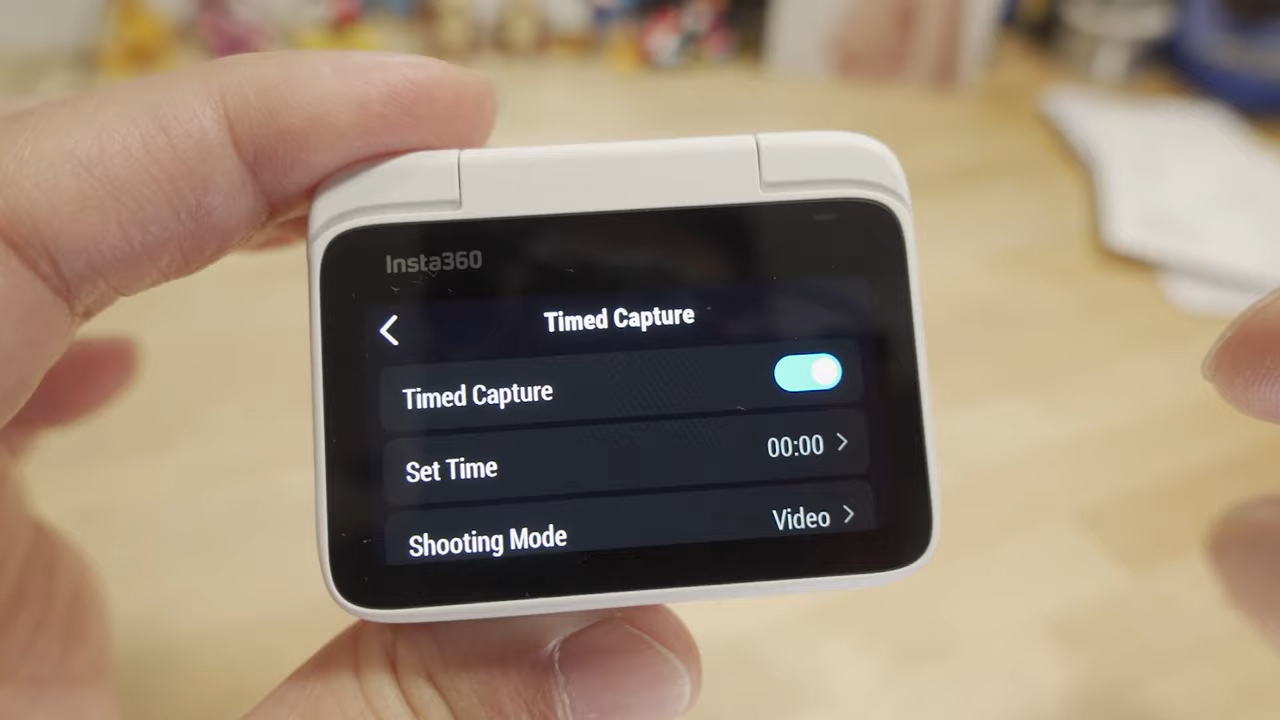 Insta360
Timed Capture
Timed Capture
Set Time 00:00
Shooting Mode Video